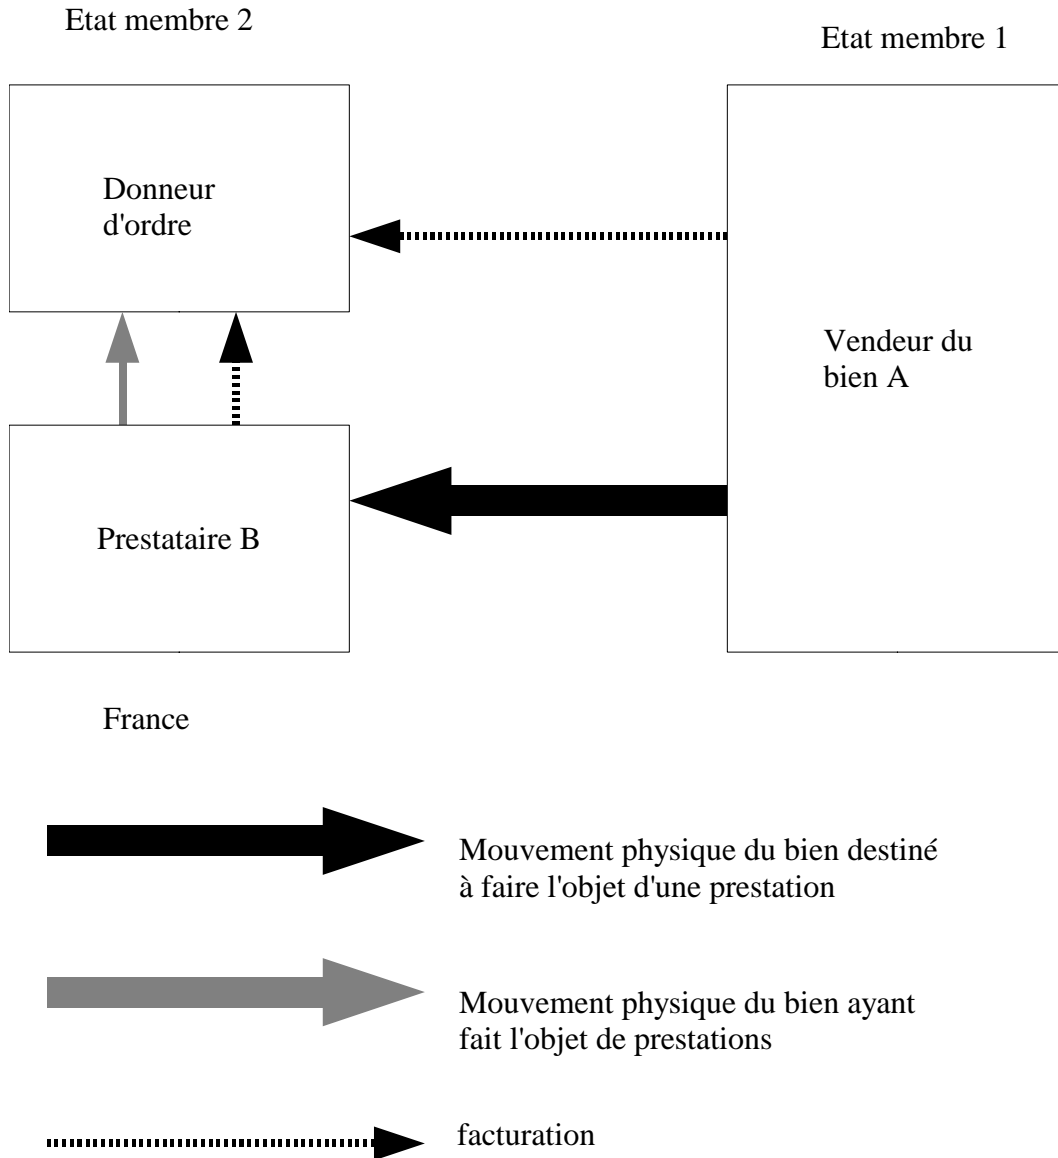 Etat membre 2
Etat membre 1
Donneur
d'ordre
Vendeur du
bien A
Prestataire B
France
Mouvement physique du bien destiné
à faire l'objet d'une prestation
Mouvement physique du bien ayant
fait l'objet de prestations
facturation